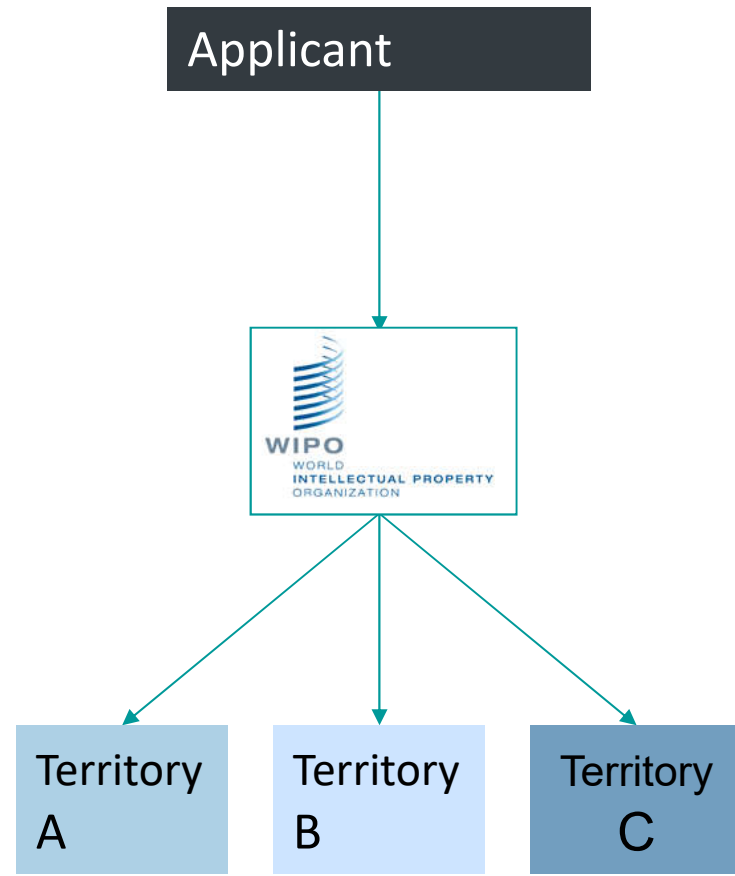 Applicant
WIPO
WORLD
INTELLECTUAL PROPERTY
ORGANIZATION
Territory
A
Territory
B
Territory
C